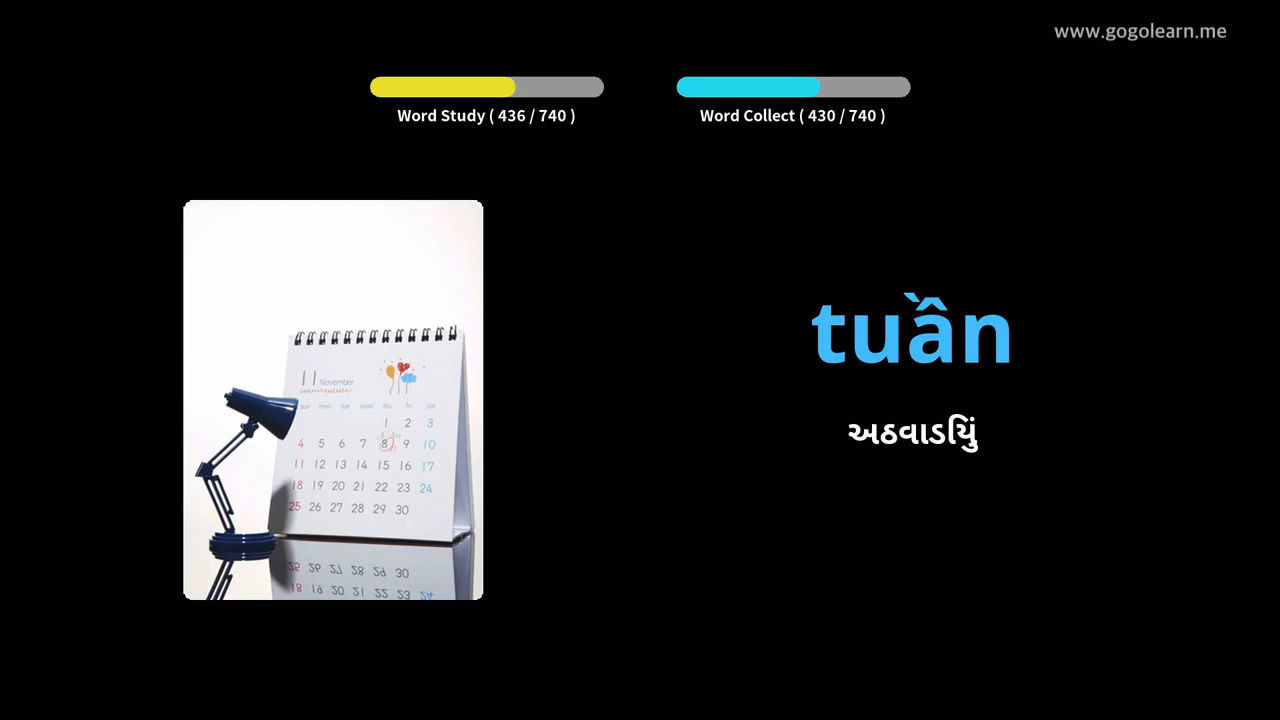 www.gogolearn.me
Word Study ( 436 / 740 )
Word Collect ( 430 / 740 )
tuần
અઠવાડિયું
11 November
sun mon tue wed thu fri sat
1 2 3
4 5 6 7 8 9 10
11 12 13 14 15 16 17
18 19 20 21 22 23 24
25 26 27 28 29 30